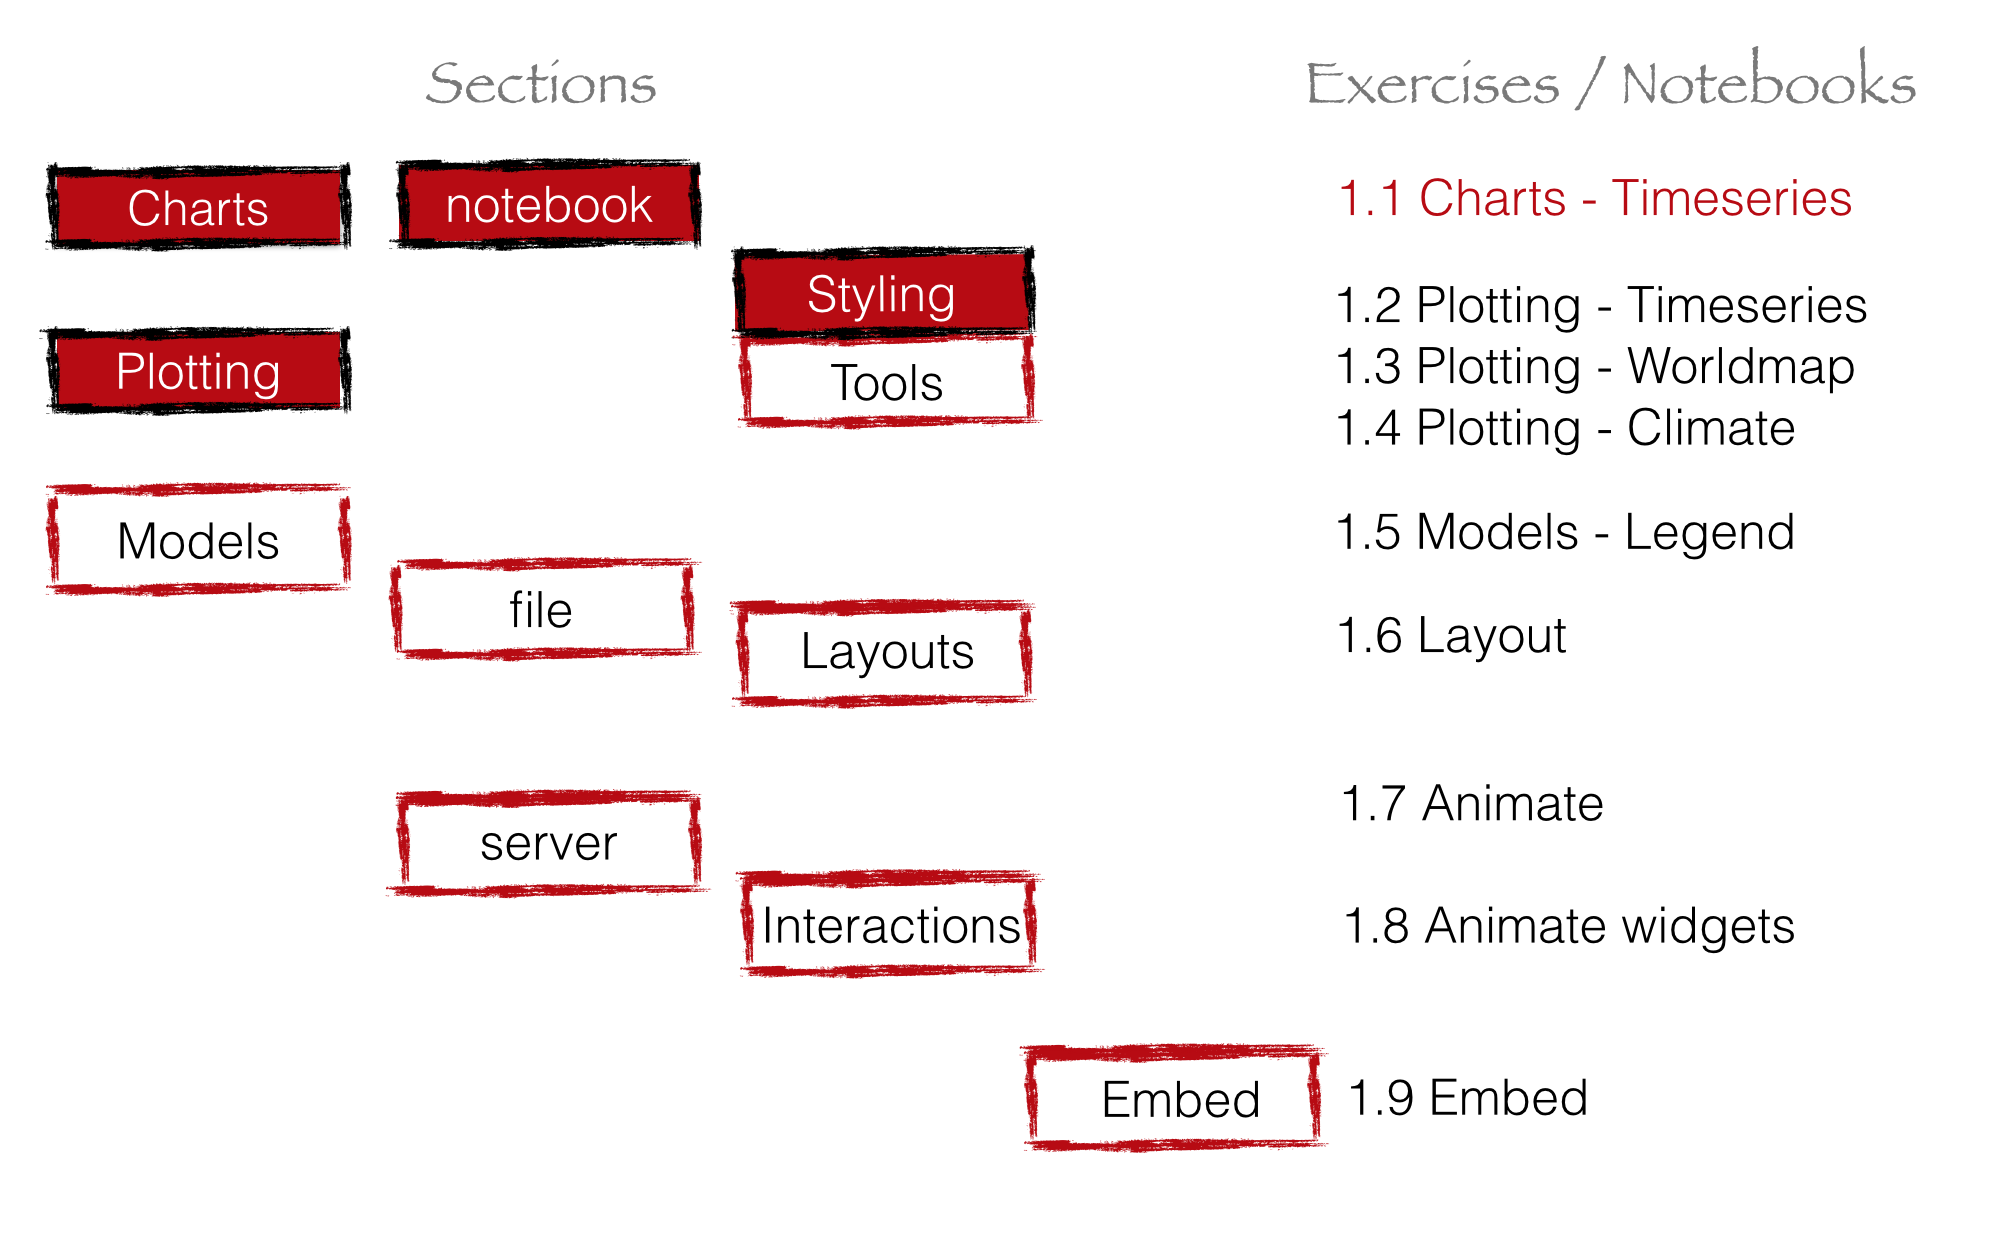 Sections
Exercises / Notebooks
Charts
notebook
1.1 Charts - Timeseries
Styling
1.2 Plotting - Timeseries
Plotting
Tools
1.3 Plotting - Worldmap
1.4 Plotting - Climate
Models
1.5 Models - Legend
file
Layouts
1.6 Layout
server
1.7 Animate
Interactions
1.8 Animate widgets
Embed
1.9 Embed